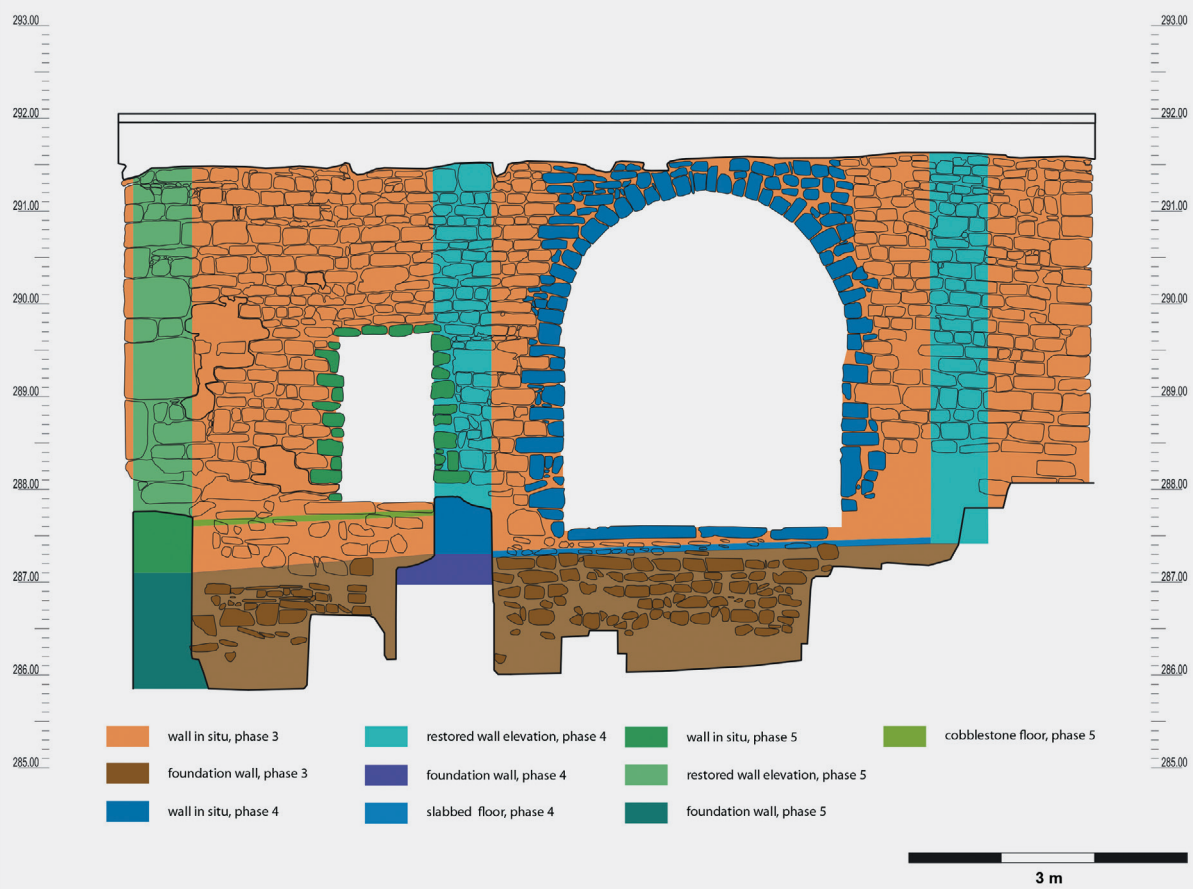 293.00 293.00
292.00 292.00
291.00 291.00
290.00 290.00
289.00 289.00
288.00 288.00
287.00 287.00
286.00 286.00
285.00 285.00
wall in situ, phase 3
foundation wall, phase 3
wall in situ, phase 4
restored wall elevation, phase 4
foundation wall, phase 4
slabbed floor, phase 4
wall in situ, phase 5
restored wall elevation, phase 5
foundation wall, phase 5
cobblestone floor, phase 5
3 m